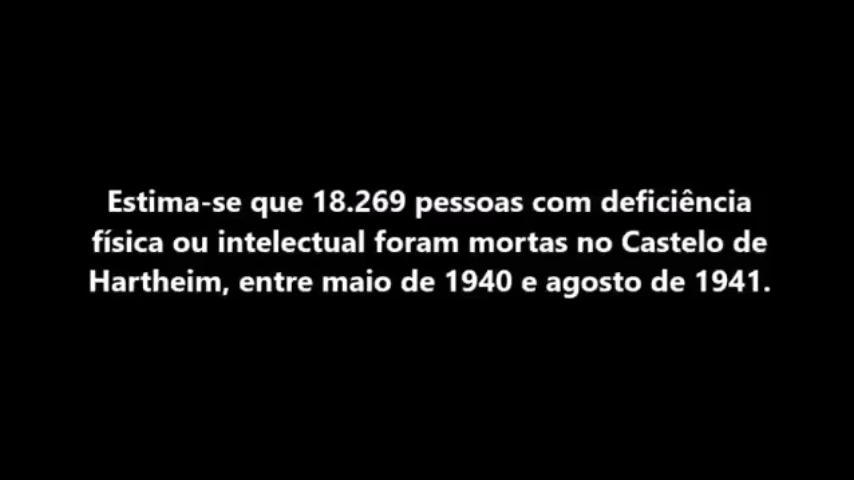 Estima-se que 18.269 pessoas com deficiência
física ou intelectual foram mortas no Castelo de
Hartheim, entre maio de 1940 e agosto de 1941.